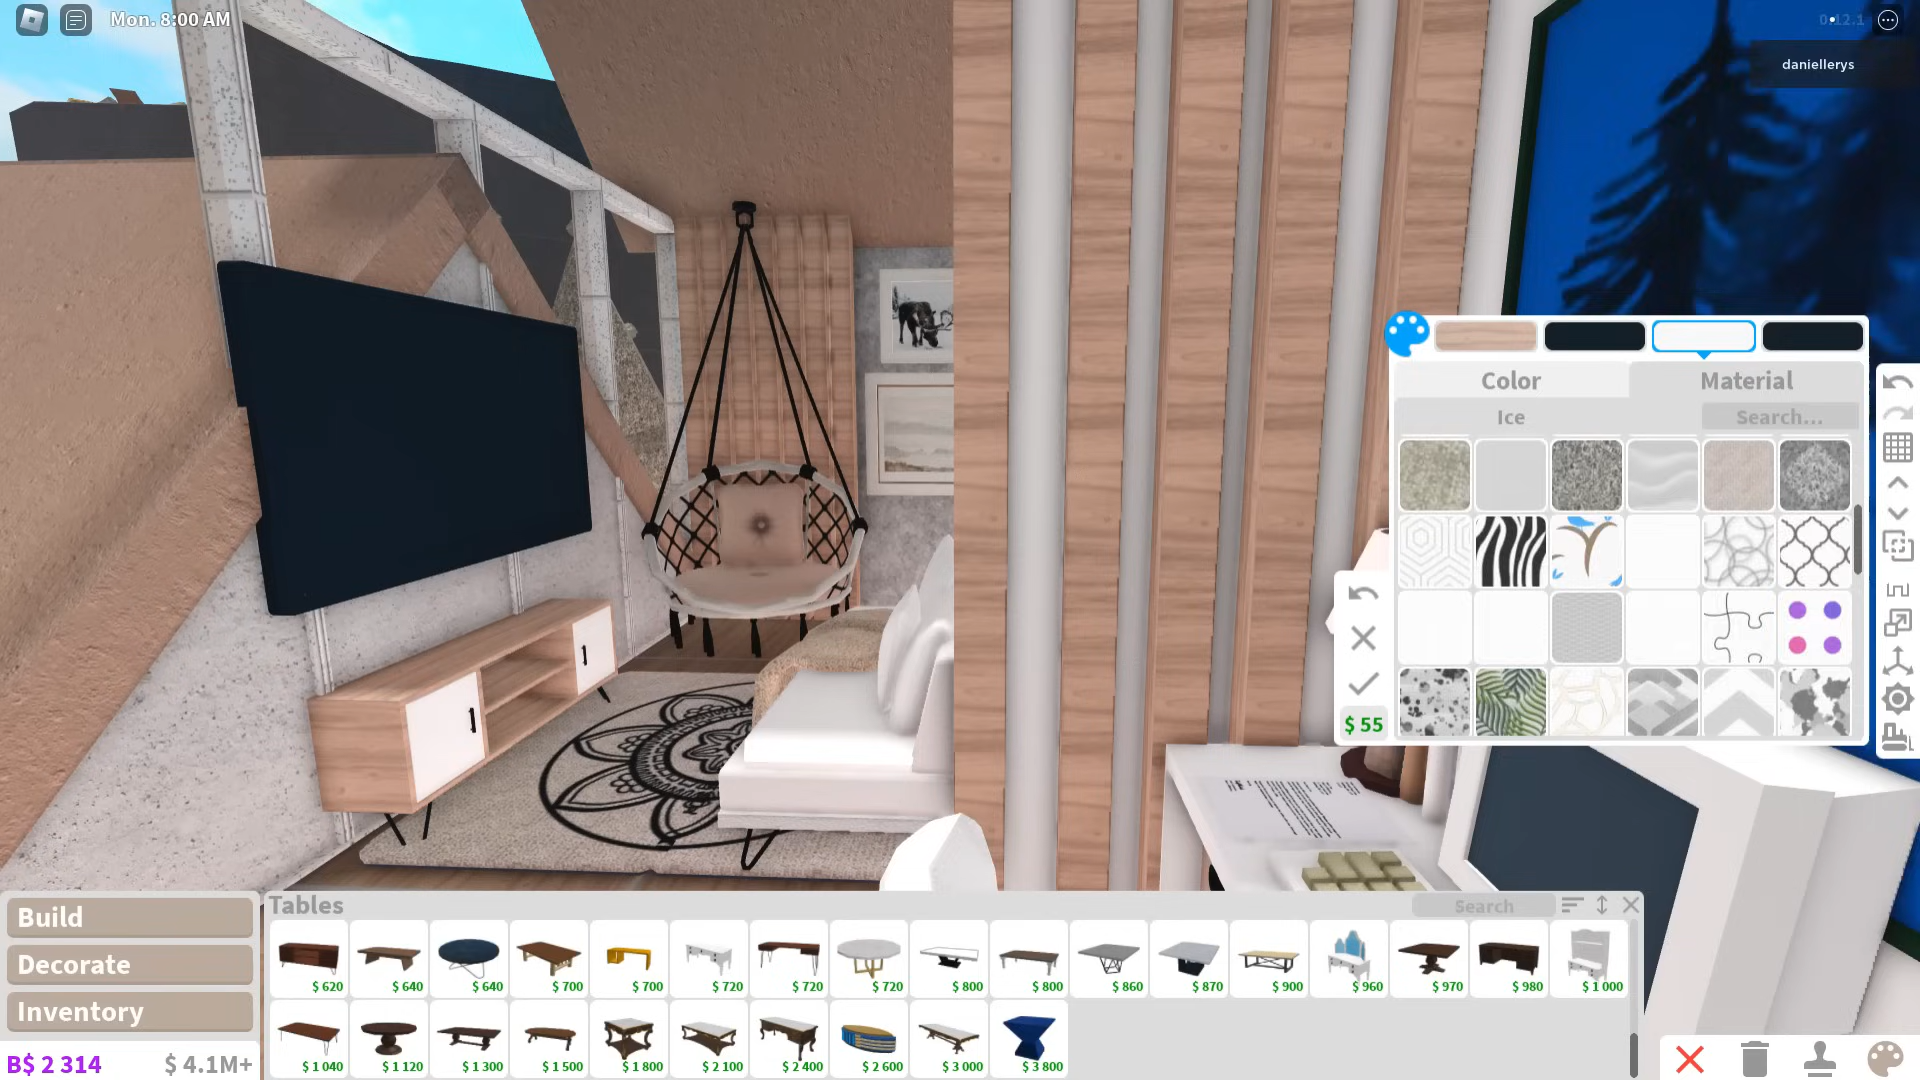 Mon. 8:00 AM
0.12.1
daniellerys
Color
Material
Ice
Search...
$ 55
Build
Decorate
Inventory
B$ 2 314
$ 4.1M+
Tables
Search
$ 620
$ 640
$ 640
$ 700
$ 700
$ 720
$ 720
$ 720
$ 800
$ 800
$ 860
$ 870
$ 900
$ 960
$ 970
$ 980
$ 1 000
$ 1 040
$ 1 120
$ 1 300
$ 1 500
$ 1 800
$ 2 100
$ 2 400
$ 2 600
$ 3 000
$ 3 800